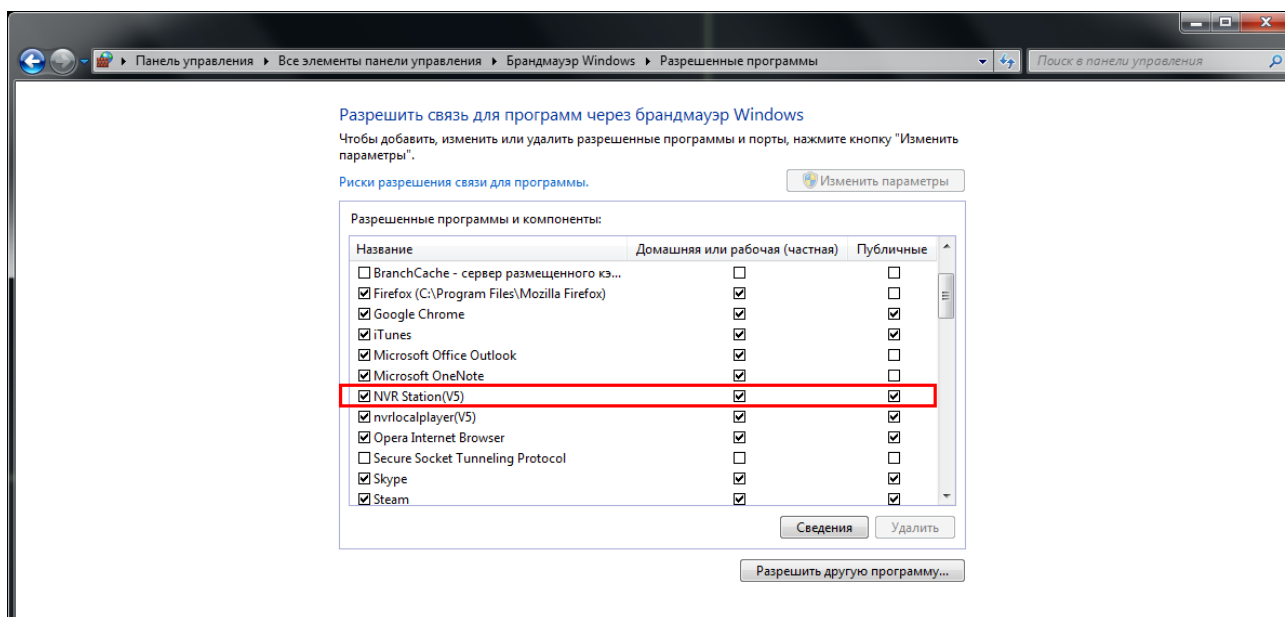 Панель управления ▸ Все элементы панели управления ▸ Брандмауэр Windows ▸ Разрешенные программы
Поиск в панели управления
Разрешить связь для программ через брандмауэр Windows
Чтобы добавить, изменить или удалить разрешенные программы и порты, нажмите кнопку "Изменить
параметры".
Риски разрешения связи для программы.
Изменить параметры
Разрешенные программы и компоненты:
Название Домашняя или рабочая (частная) Публичные
BranchCache - сервер размещенного кэ...
Firefox (C:\Program Files\Mozilla Firefox)
Google Chrome
iTunes
Microsoft Office Outlook
Microsoft OneNote
NVR Station(V5)
nvrlocalplayer(V5)
Opera Internet Browser
Secure Socket Tunneling Protocol
Skype
Steam
Сведения Удалить
Разрешить другую программу...